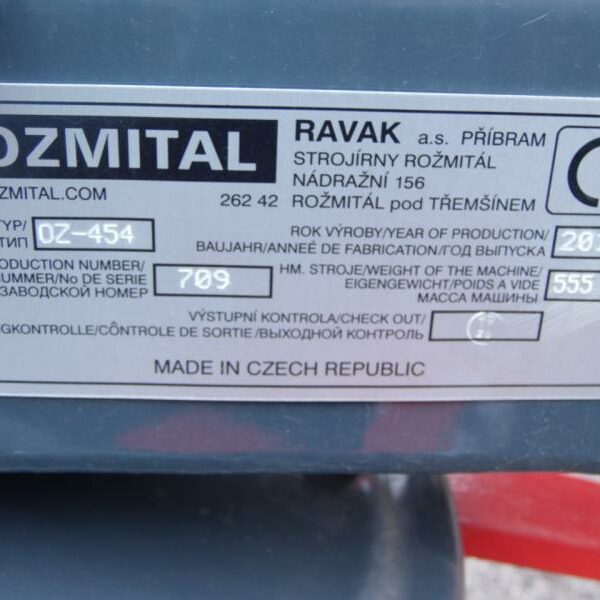 OZMITAL
RAVAK a.s. PŘÍBRAM
STROJÍRNY ROŽMITÁL
NÁDRAŽNÍ 156
ZMITAL.COM
262 42 ROŽMITÁL pod TŘEMŠÍNEM
TYP/
ТИП
OZ-454
ROK VÝROBY/YEAR OF PRODUCTION/
BAUJAHR/ANNEÉ DE FABRICATION/ГОД ВЫПУСКА
ODUCTION NUMBER/
NUMMER/No DE SERIE
ЗАВОДСКОЙ НОМЕР
709
HM. STROJE/WEIGHT OF THE MACHINE/
EIGENGEWICHT/POIDS A VIDE
МАССА МАШИНЫ
555
VÝSTUPNÍ KONTROLA/CHECK OUT/
GKONTROLLE/CÔNTROLE DE SORTIE/ВЫХОДНОЙ КОНТРОЛЬ
MADE IN CZECH REPUBLIC